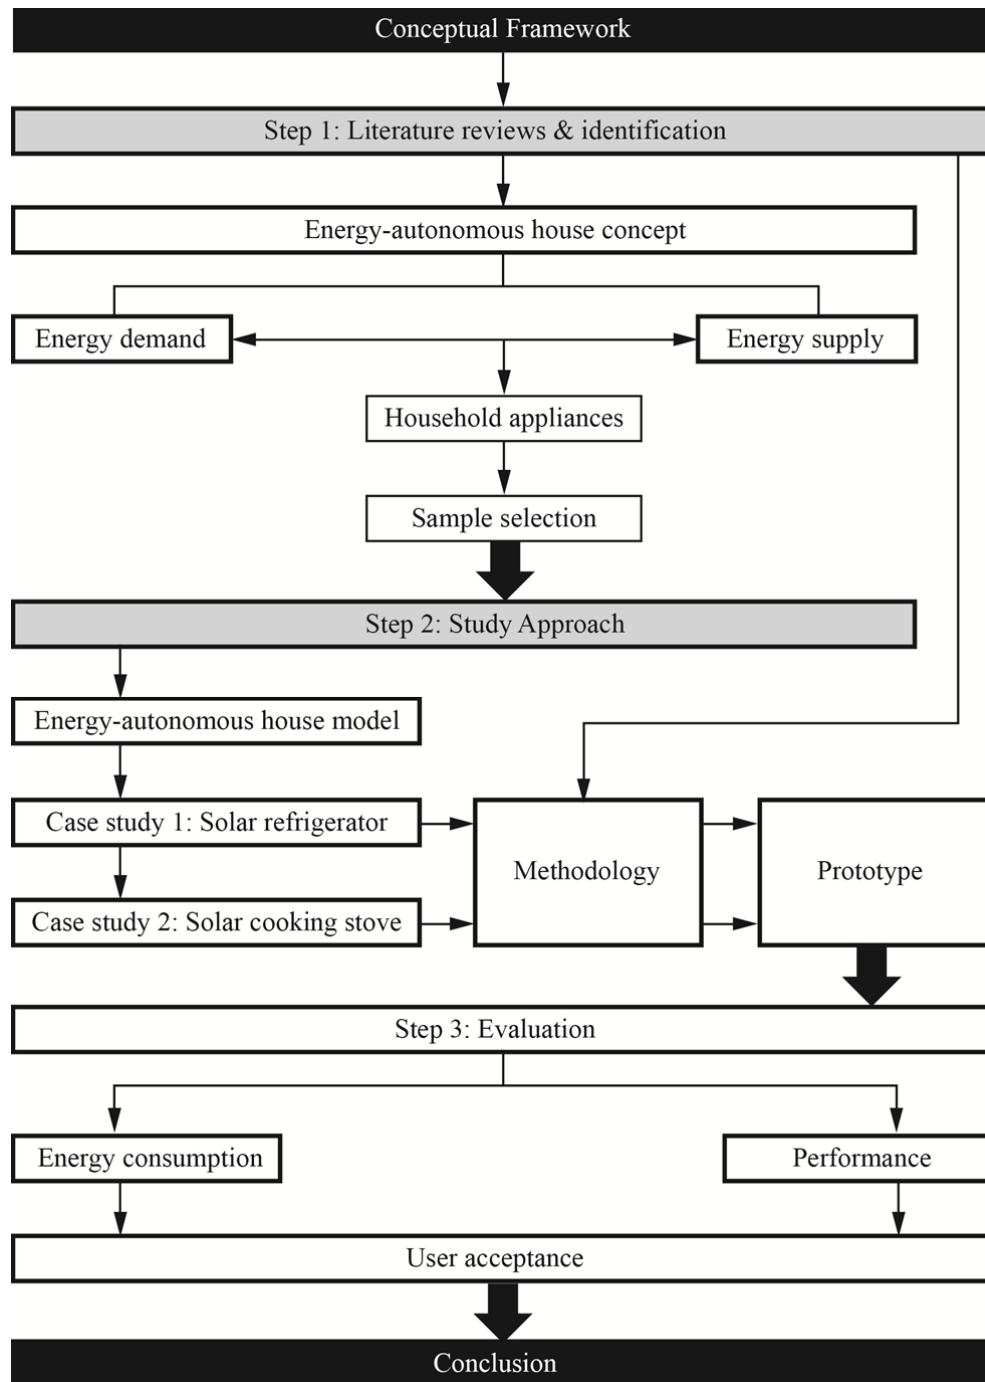 Conceptual Framework
Step 1: Literature reviews & identification
Energy-autonomous house concept
Energy demand
Energy supply
Household appliances
Sample selection
Step 2: Study Approach
Energy-autonomous house model
Case study 1: Solar refrigerator
Methodology
Prototype
Case study 2: Solar cooking stove
Step 3: Evaluation
Energy consumption
Performance
User acceptance
Conclusion